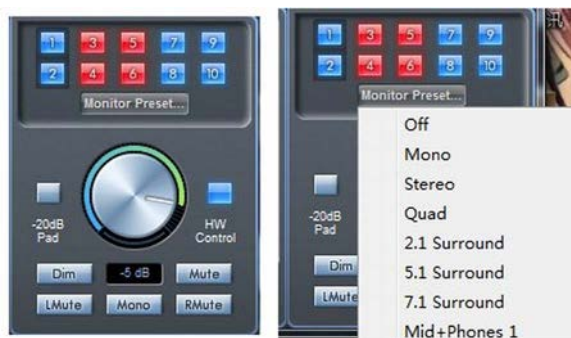 1 3 5 7 9
2 4 6 8 10
Monitor Preset...
-20dB
Pad
HW
Control
Dim
-5 dB
Mute
LMute
Mono
RMute
1 3 5 7 9
2 4 6 8 10
Monitor Preset...
-20dB
Pad
Dim
LMute
Off
Mono
Stereo
Quad
2.1 Surround
5.1 Surround
7.1 Surround
Mid+Phones 1
讯